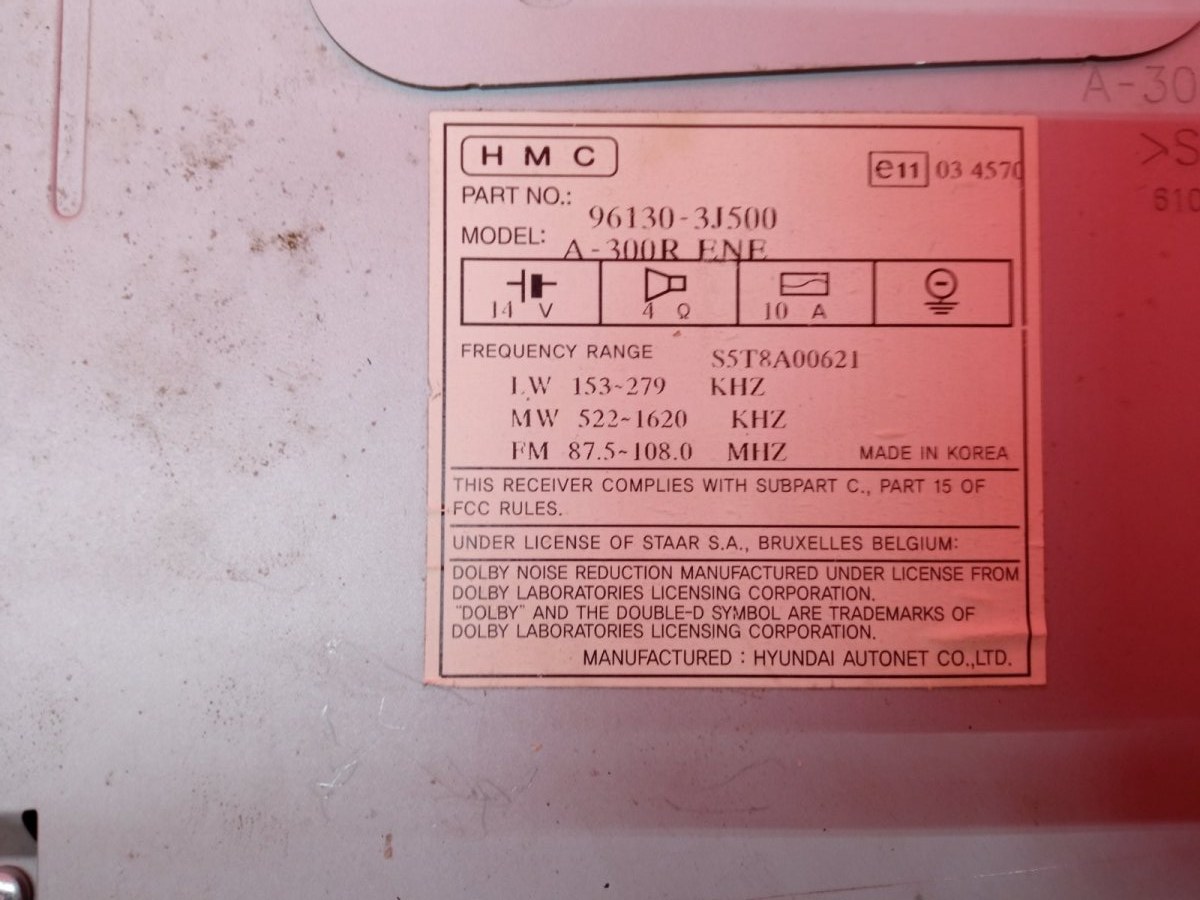 A-30
>S
610
HMC
e11 03 4570
PART NO.: 96130-3J500
MODEL: A-300R ENE
14 V 4 Ω 10 A
FREQUENCY RANGE S5T8A00621
LW 153~279 KHZ
MW 522~1620 KHZ
FM 87.5~108.0 MHZ MADE IN KOREA
THIS RECEIVER COMPLIES WITH SUBPART C., PART 15 OF
FCC RULES.
UNDER LICENSE OF STAAR S.A., BRUXELLES BELGIUM:
DOLBY NOISE REDUCTION MANUFACTURED UNDER LICENSE FROM
DOLBY LABORATORIES LICENSING CORPORATION.
"DOLBY" AND THE DOUBLE-D SYMBOL ARE TRADEMARKS OF
DOLBY LABORATORIES LICENSING CORPORATION.
MANUFACTURED : HYUNDAI AUTONET CO.,LTD.